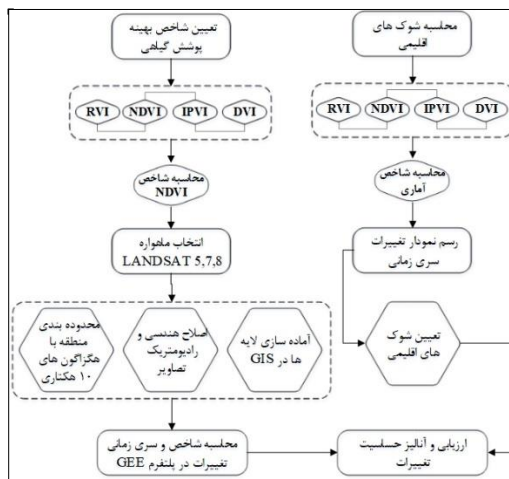 تعیین شاخص بهینه
پوشش گیاهی
RVI
NDVI
IPVI
DVI
محاسبه شاخص
NDVI
انتخاب ماهواره
LANDSAT 5,7,8
محدوده بندی
منطقه با
هگزاگون های
۱۰ هکتاری
اصلاح هندسی و
رادیومتریک
تصاویر
آماده سازی لایه
ها در GIS
محاسبه شاخص و سری زمانی
تغییرات در پلتفرم GEE
محاسبه شوک های
اقلیمی
RVI
NDVI
IPVI
DVI
محاسبه شاخص
آماری
رسم نمودار تغییرات
سری زمانی
تعیین شوک
های اقلیمی
ارزیابی و آنالیز حساسیت
تغییرات